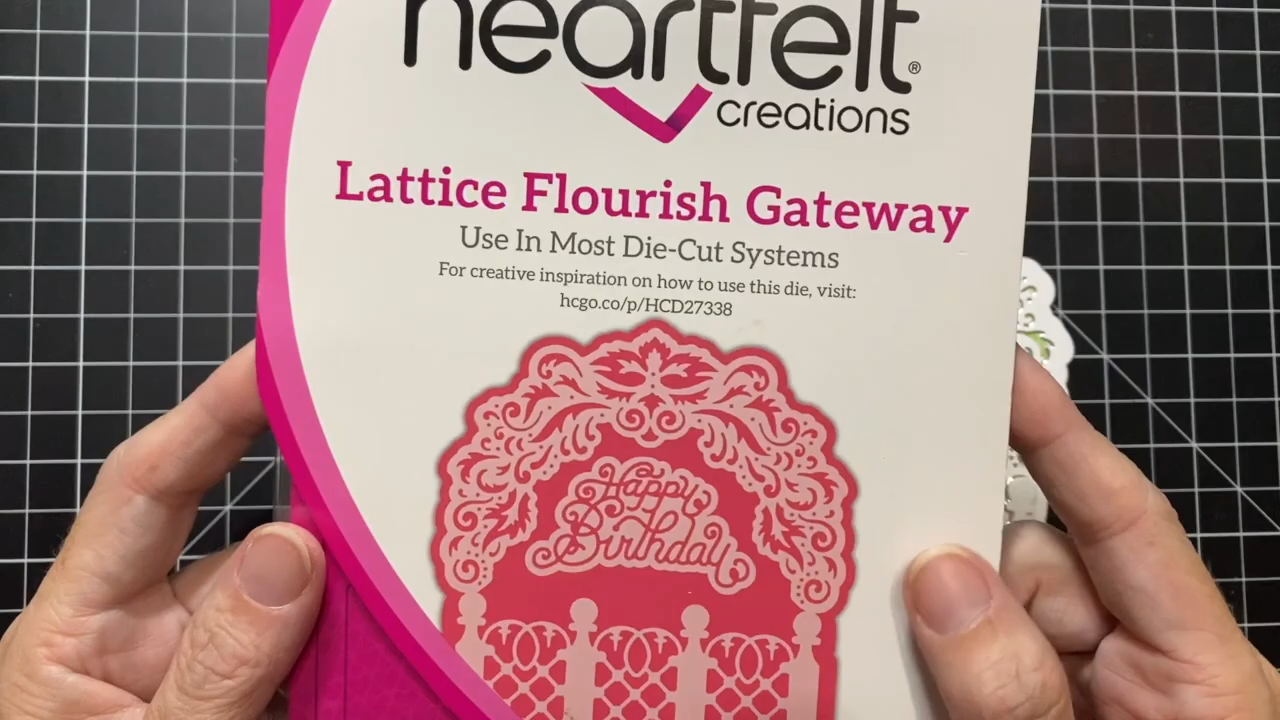 heartfelt®
creations
Lattice Flourish Gateway
Use In Most Die-Cut Systems
For creative inspiration on how to use this die, visit:
hcgo.co/p/HCD27338
Happy
Birthday